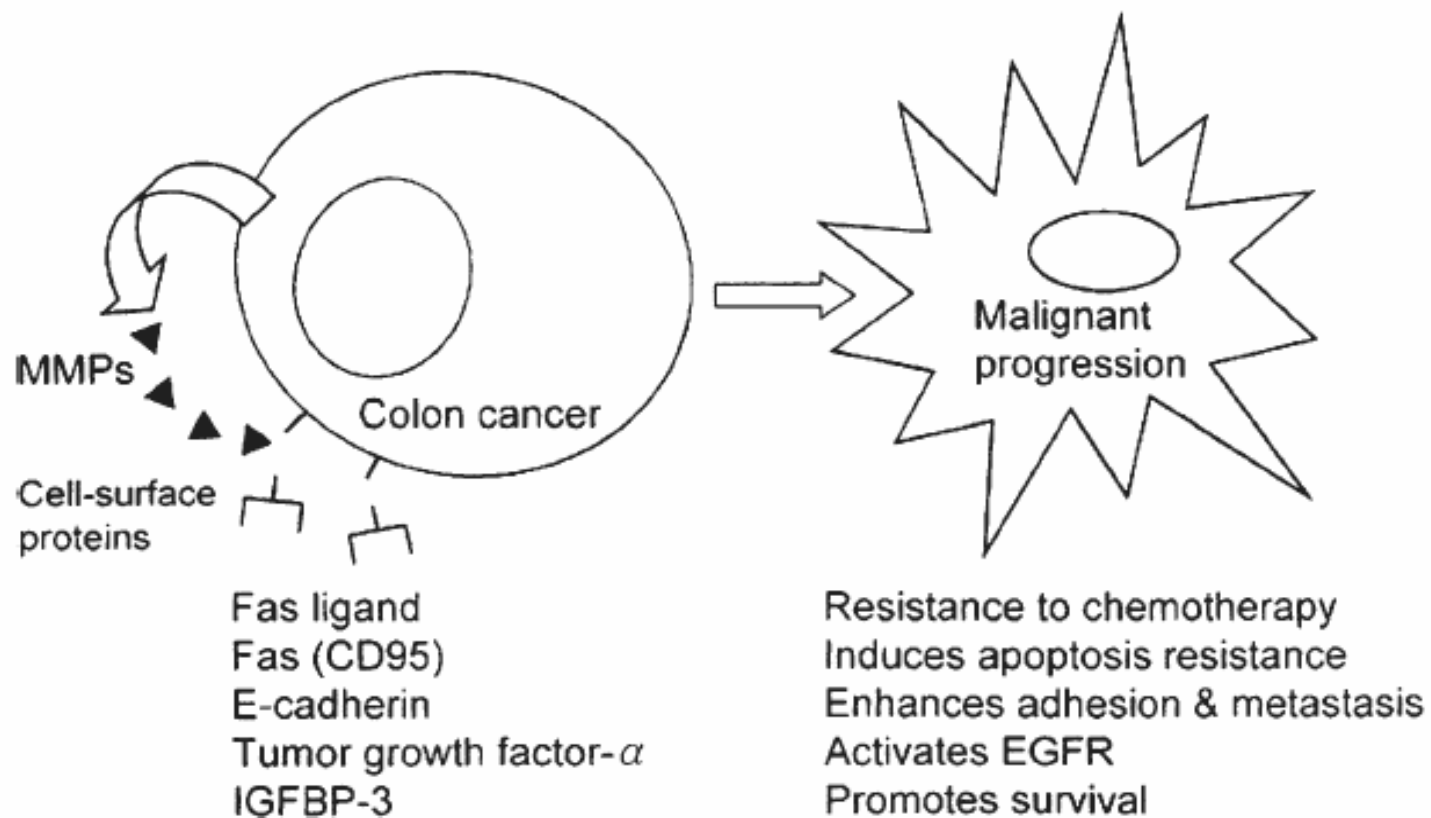 MMPs
Colon cancer
Cell-surface
proteins
Fas ligand
Fas (CD95)
E-cadherin
Tumor growth factor-α
IGFBP-3
Malignant
progression
Resistance to chemotherapy
Induces apoptosis resistance
Enhances adhesion & metastasis
Activates EGFR
Promotes survival